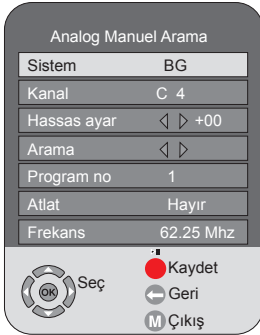 Analog Manuel Arama
Sistem BG
Kanal C 4
Hassas ayar +00
Arama
Program no 1
Atlat Hayır
Frekans 62.25 Mhz
OK Seç
Kaydet
Geri
M Çıkış